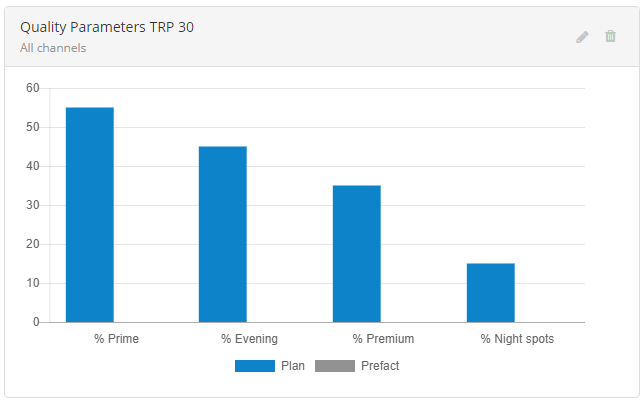 Quality Parameters TRP 30
All channels
60
50
40
30
20
10
0
% Prime % Evening % Premium % Night spots
Plan Prefact